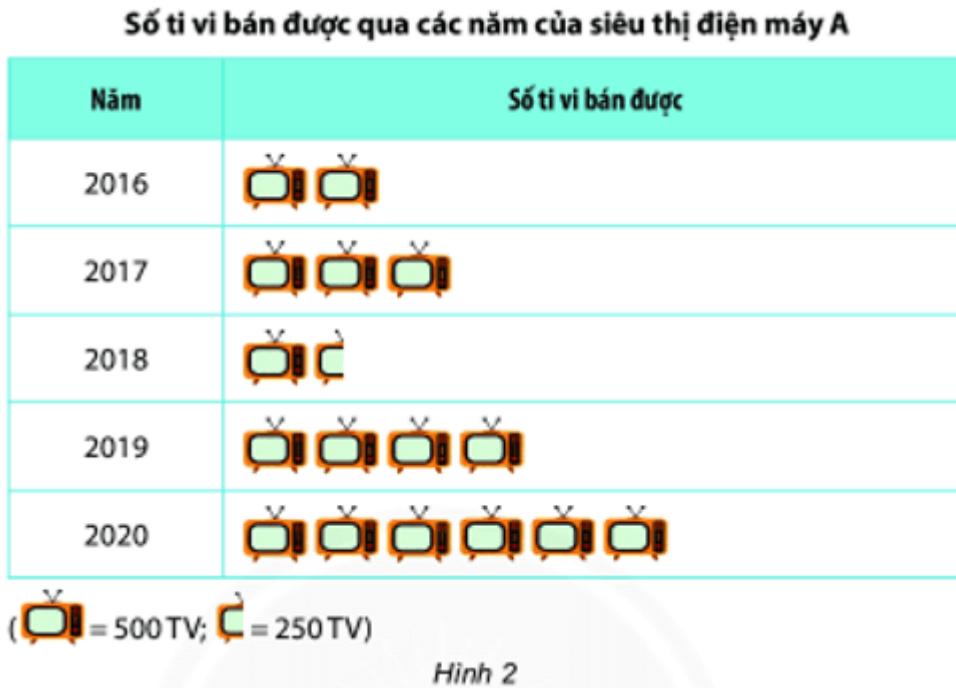 Số ti vi bán được qua các năm của siêu thị điện máy A
Năm
Số ti vi bán được
2016
2017
2018
2019
2020
( = 500 TV; = 250 TV)
Hình 2